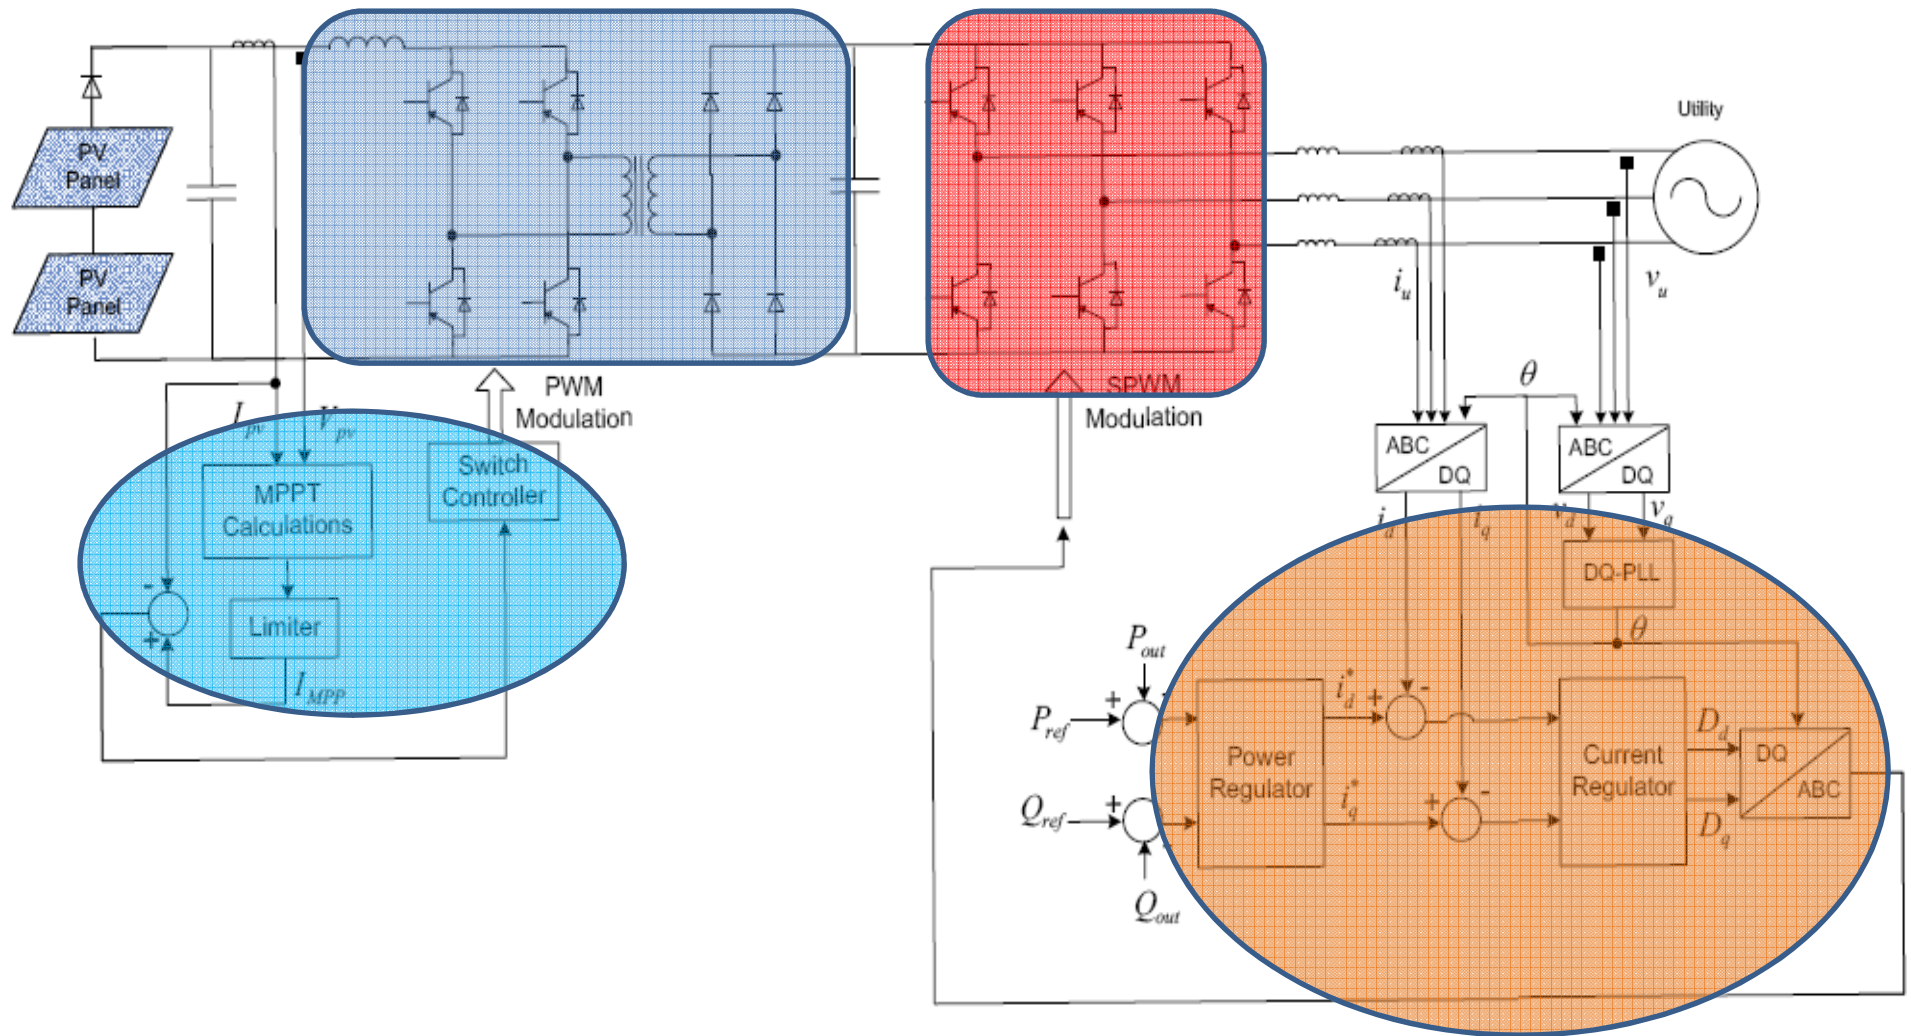 Utility
PV
Panel
PV
Panel
i_u
v_u
θ
PWM
Modulation
SPWM
Modulation
I_pv
V_pv
ABC
DQ
ABC
DQ
Switch
Controller
MPPT
Calculations
i_d
i_q
v_d
v_q
DQ-PLL
-
+
Limiter
θ
I_MPP
P_out
P_ref
+
i_d^*
+
-
Power
Regulator
Current
Regulator
D_d
DQ
ABC
Q_ref
+
i_q^*
+
-
D_q
Q_out